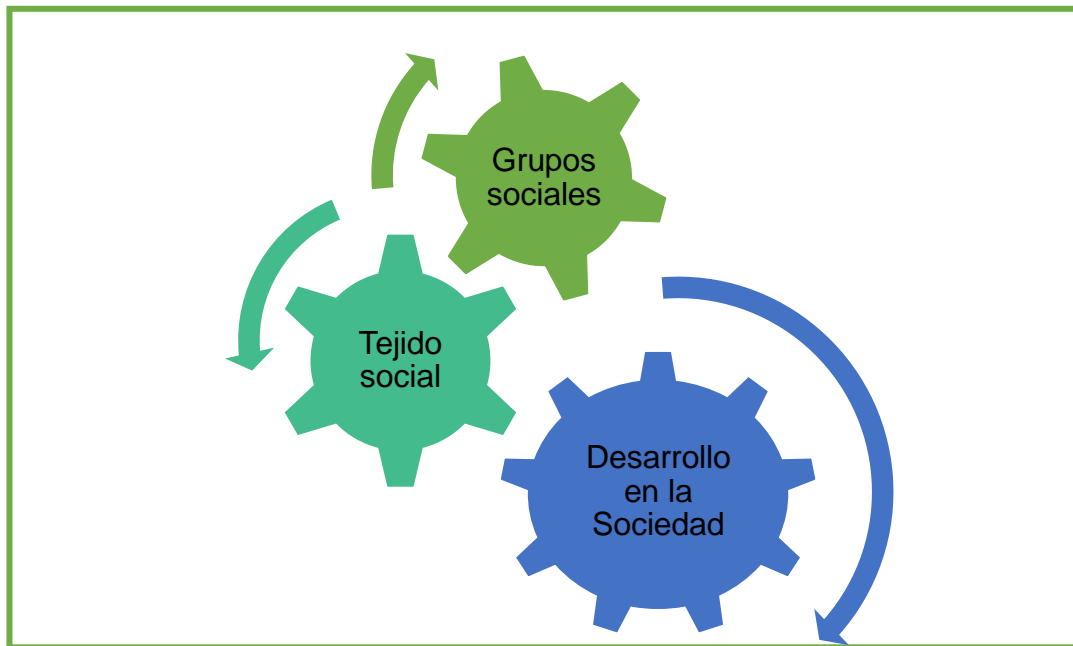 Grupos
sociales
Tejido
social
Desarrollo
en la
Sociedad